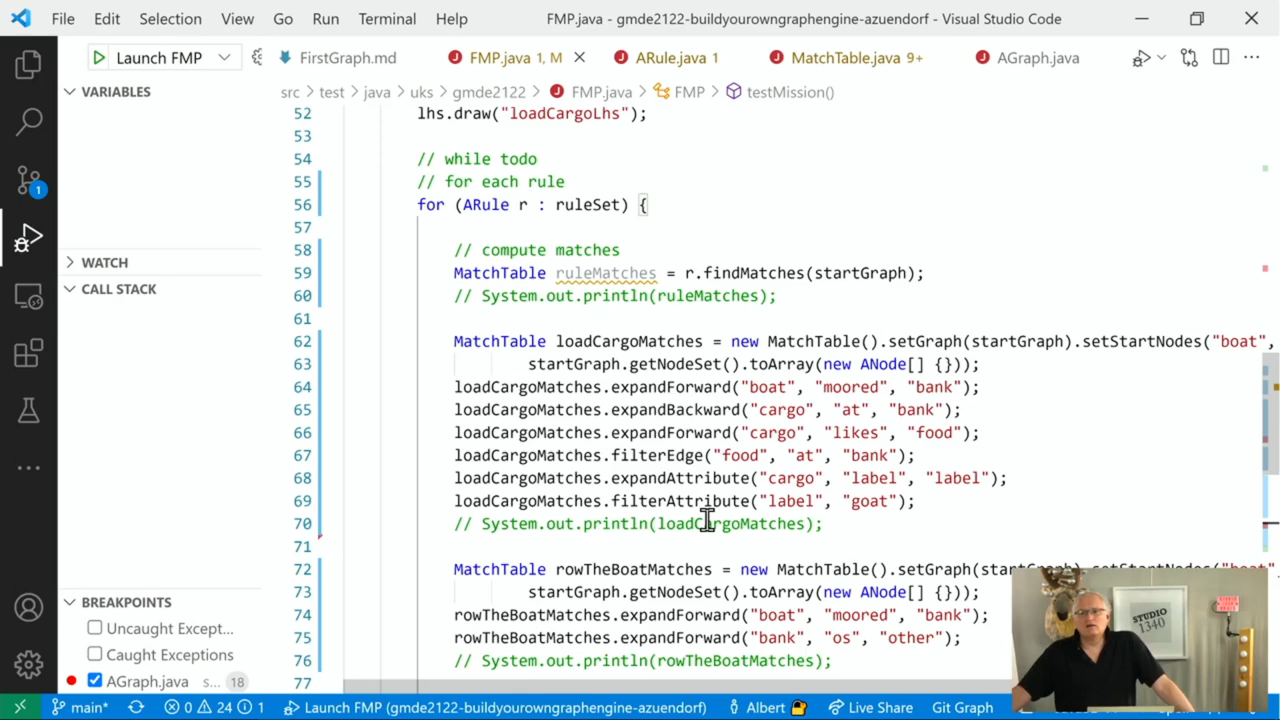 File Edit Selection View Go Run Terminal Help FMP.java - gmde2122-buildyourowngraphengine-azuendorf - Visual Studio Code
Launch FMP FirstGraph.md FMP.java 1, M ARule.java 1 MatchTable.java 9+ AGraph.java
VARIABLES
src > test > java > uks > gmde2122 > FMP.java > FMP > testMission()
52 lhs.draw("loadCargoLhs");
53
54 // while todo
55 // for each rule
56 for (ARule r : ruleSet) {
57
58 // compute matches
59 MatchTable ruleMatches = r.findMatches(startGraph);
60 // System.out.println(ruleMatches);
61
62 MatchTable loadCargoMatches = new MatchTable().setGraph(startGraph).setStartNodes("boat",
63 startGraph.getNodeSet().toArray(new ANode[] {}));
64 loadCargoMatches.expandForward("boat", "moored", "bank");
65 loadCargoMatches.expandBackward("cargo", "at", "bank");
66 loadCargoMatches.expandForward("cargo", "likes", "food");
67 loadCargoMatches.filterEdge("food", "at", "bank");
68 loadCargoMatches.expandAttribute("cargo", "label", "label");
69 loadCargoMatches.filterAttribute("label", "goat");
70 // System.out.println(loadCargoMatches);
71
72 MatchTable rowTheBoatMatches = new MatchTable().setGraph(startGraph).setStartNodes("boat",
73 startGraph.getNodeSet().toArray(new ANode[] {}));
74 rowTheBoatMatches.expandForward("boat", "moored", "bank");
75 rowTheBoatMatches.expandForward("bank", "os", "other");
76 // System.out.println(rowTheBoatMatches);
77
1
WATCH
CALL STACK
BREAKPOINTS
Uncaught Except...
Caught Exceptions
AGraph.java s... 18
STUDIO
1340
main* 0 24 1 Launch FMP (gmde2122-buildyourowngraphengine-azuendorf) Albert Live Share Git Graph